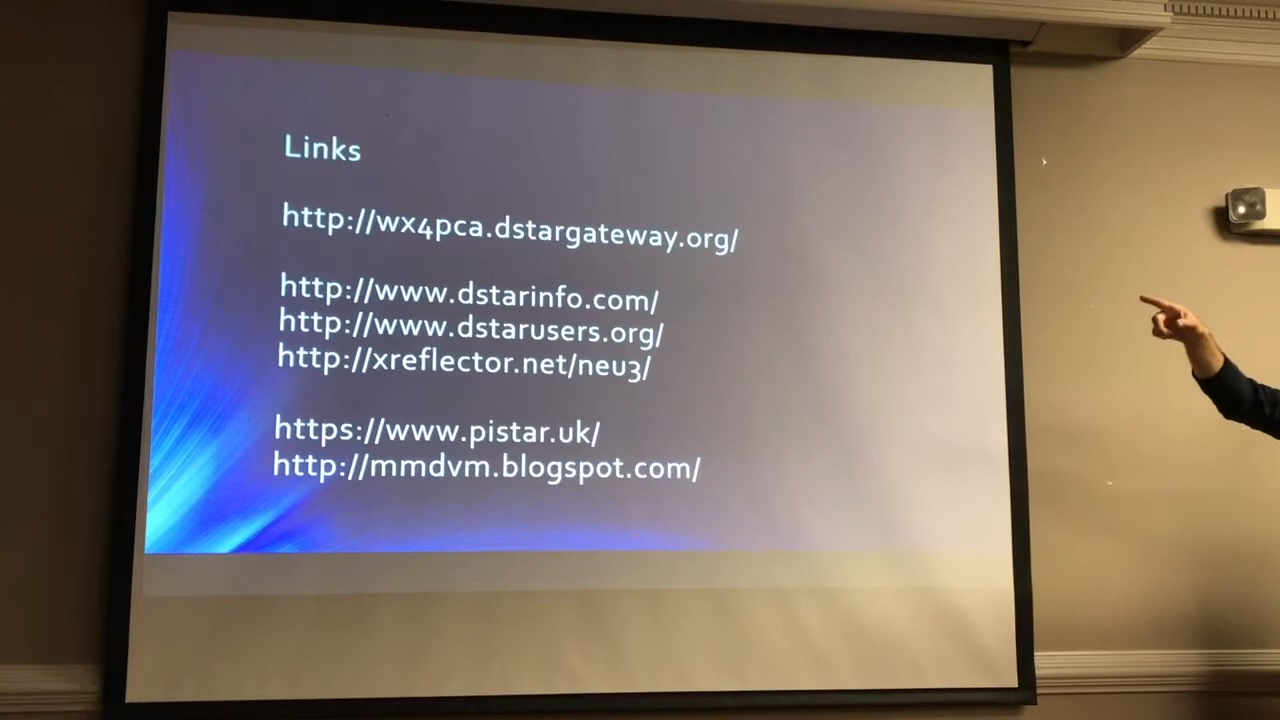 Links
http://wx4pca.dstargateway.org/
http://www.dstarinfo.com/
http://www.dstarusers.org/
http://xreflector.net/neu3/
https://www.pistar.uk/
http://mmdvm.blogspot.com/